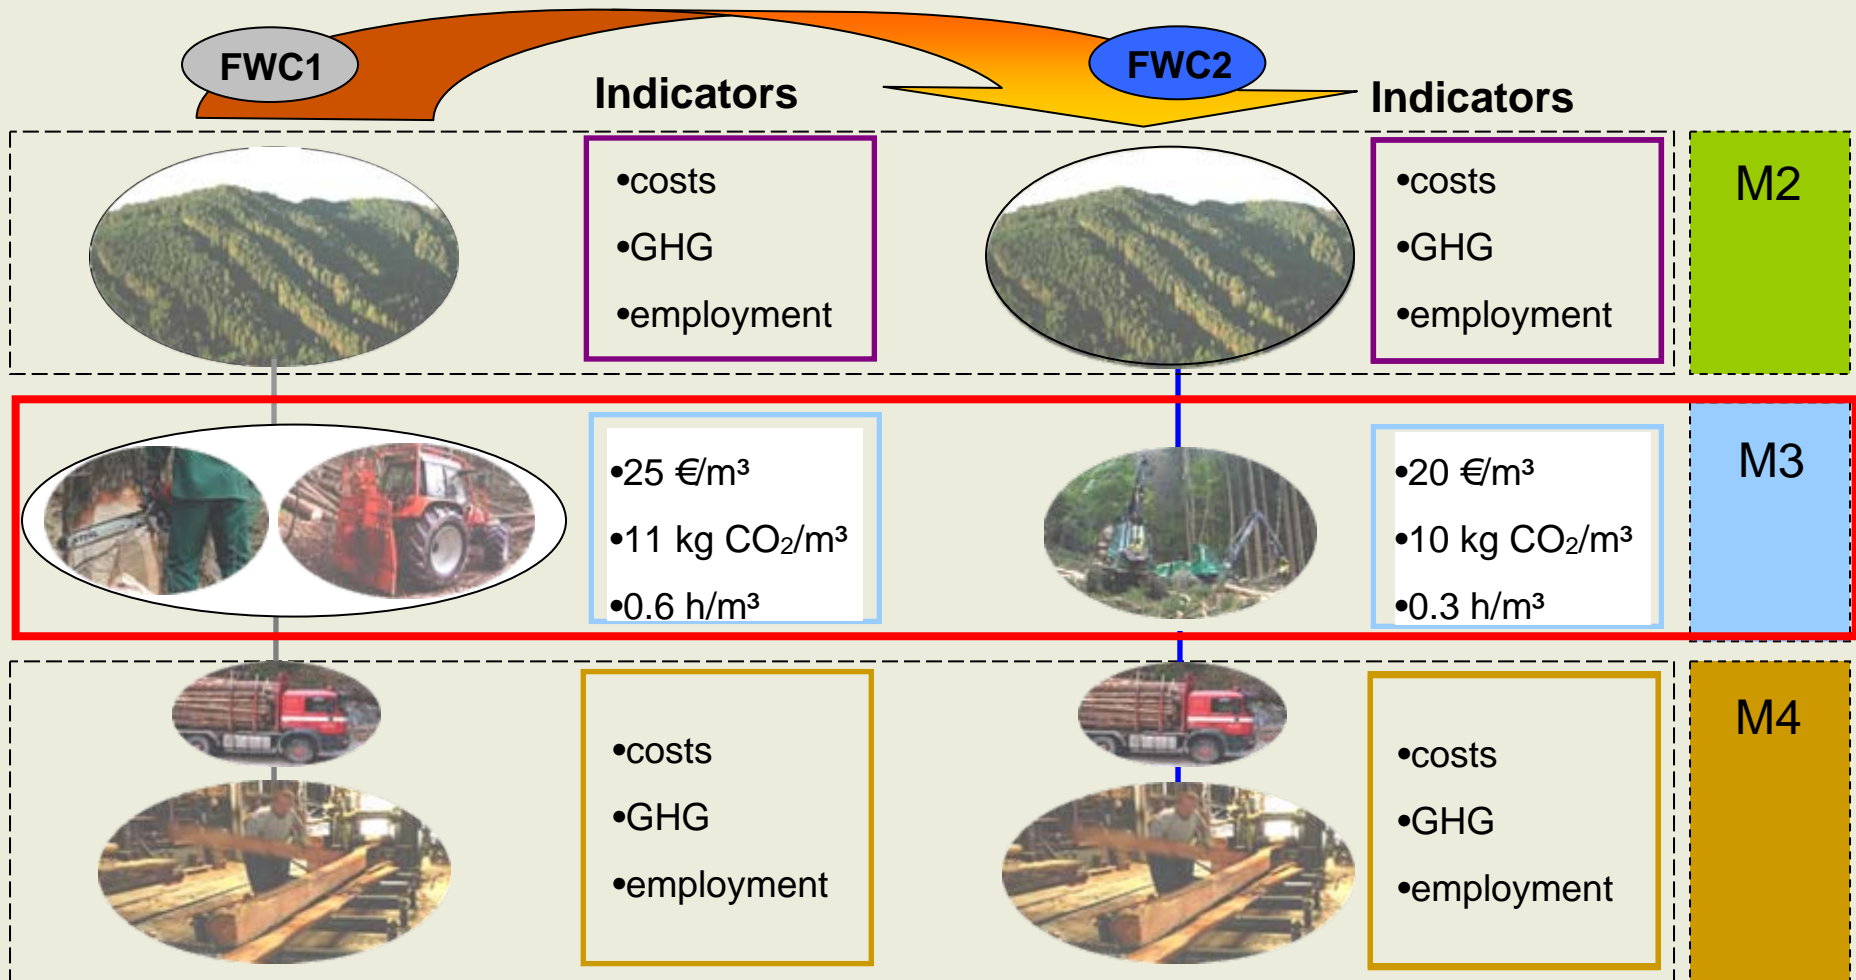 FWC1
FWC2
Indicators
Indicators
•costs
•GHG
•employment
•costs
•GHG
•employment
M2
•25 €/m³
•11 kg CO₂/m³
•0.6 h/m³
•20 €/m³
•10 kg CO₂/m³
•0.3 h/m³
M3
•costs
•GHG
•employment
•costs
•GHG
•employment
M4